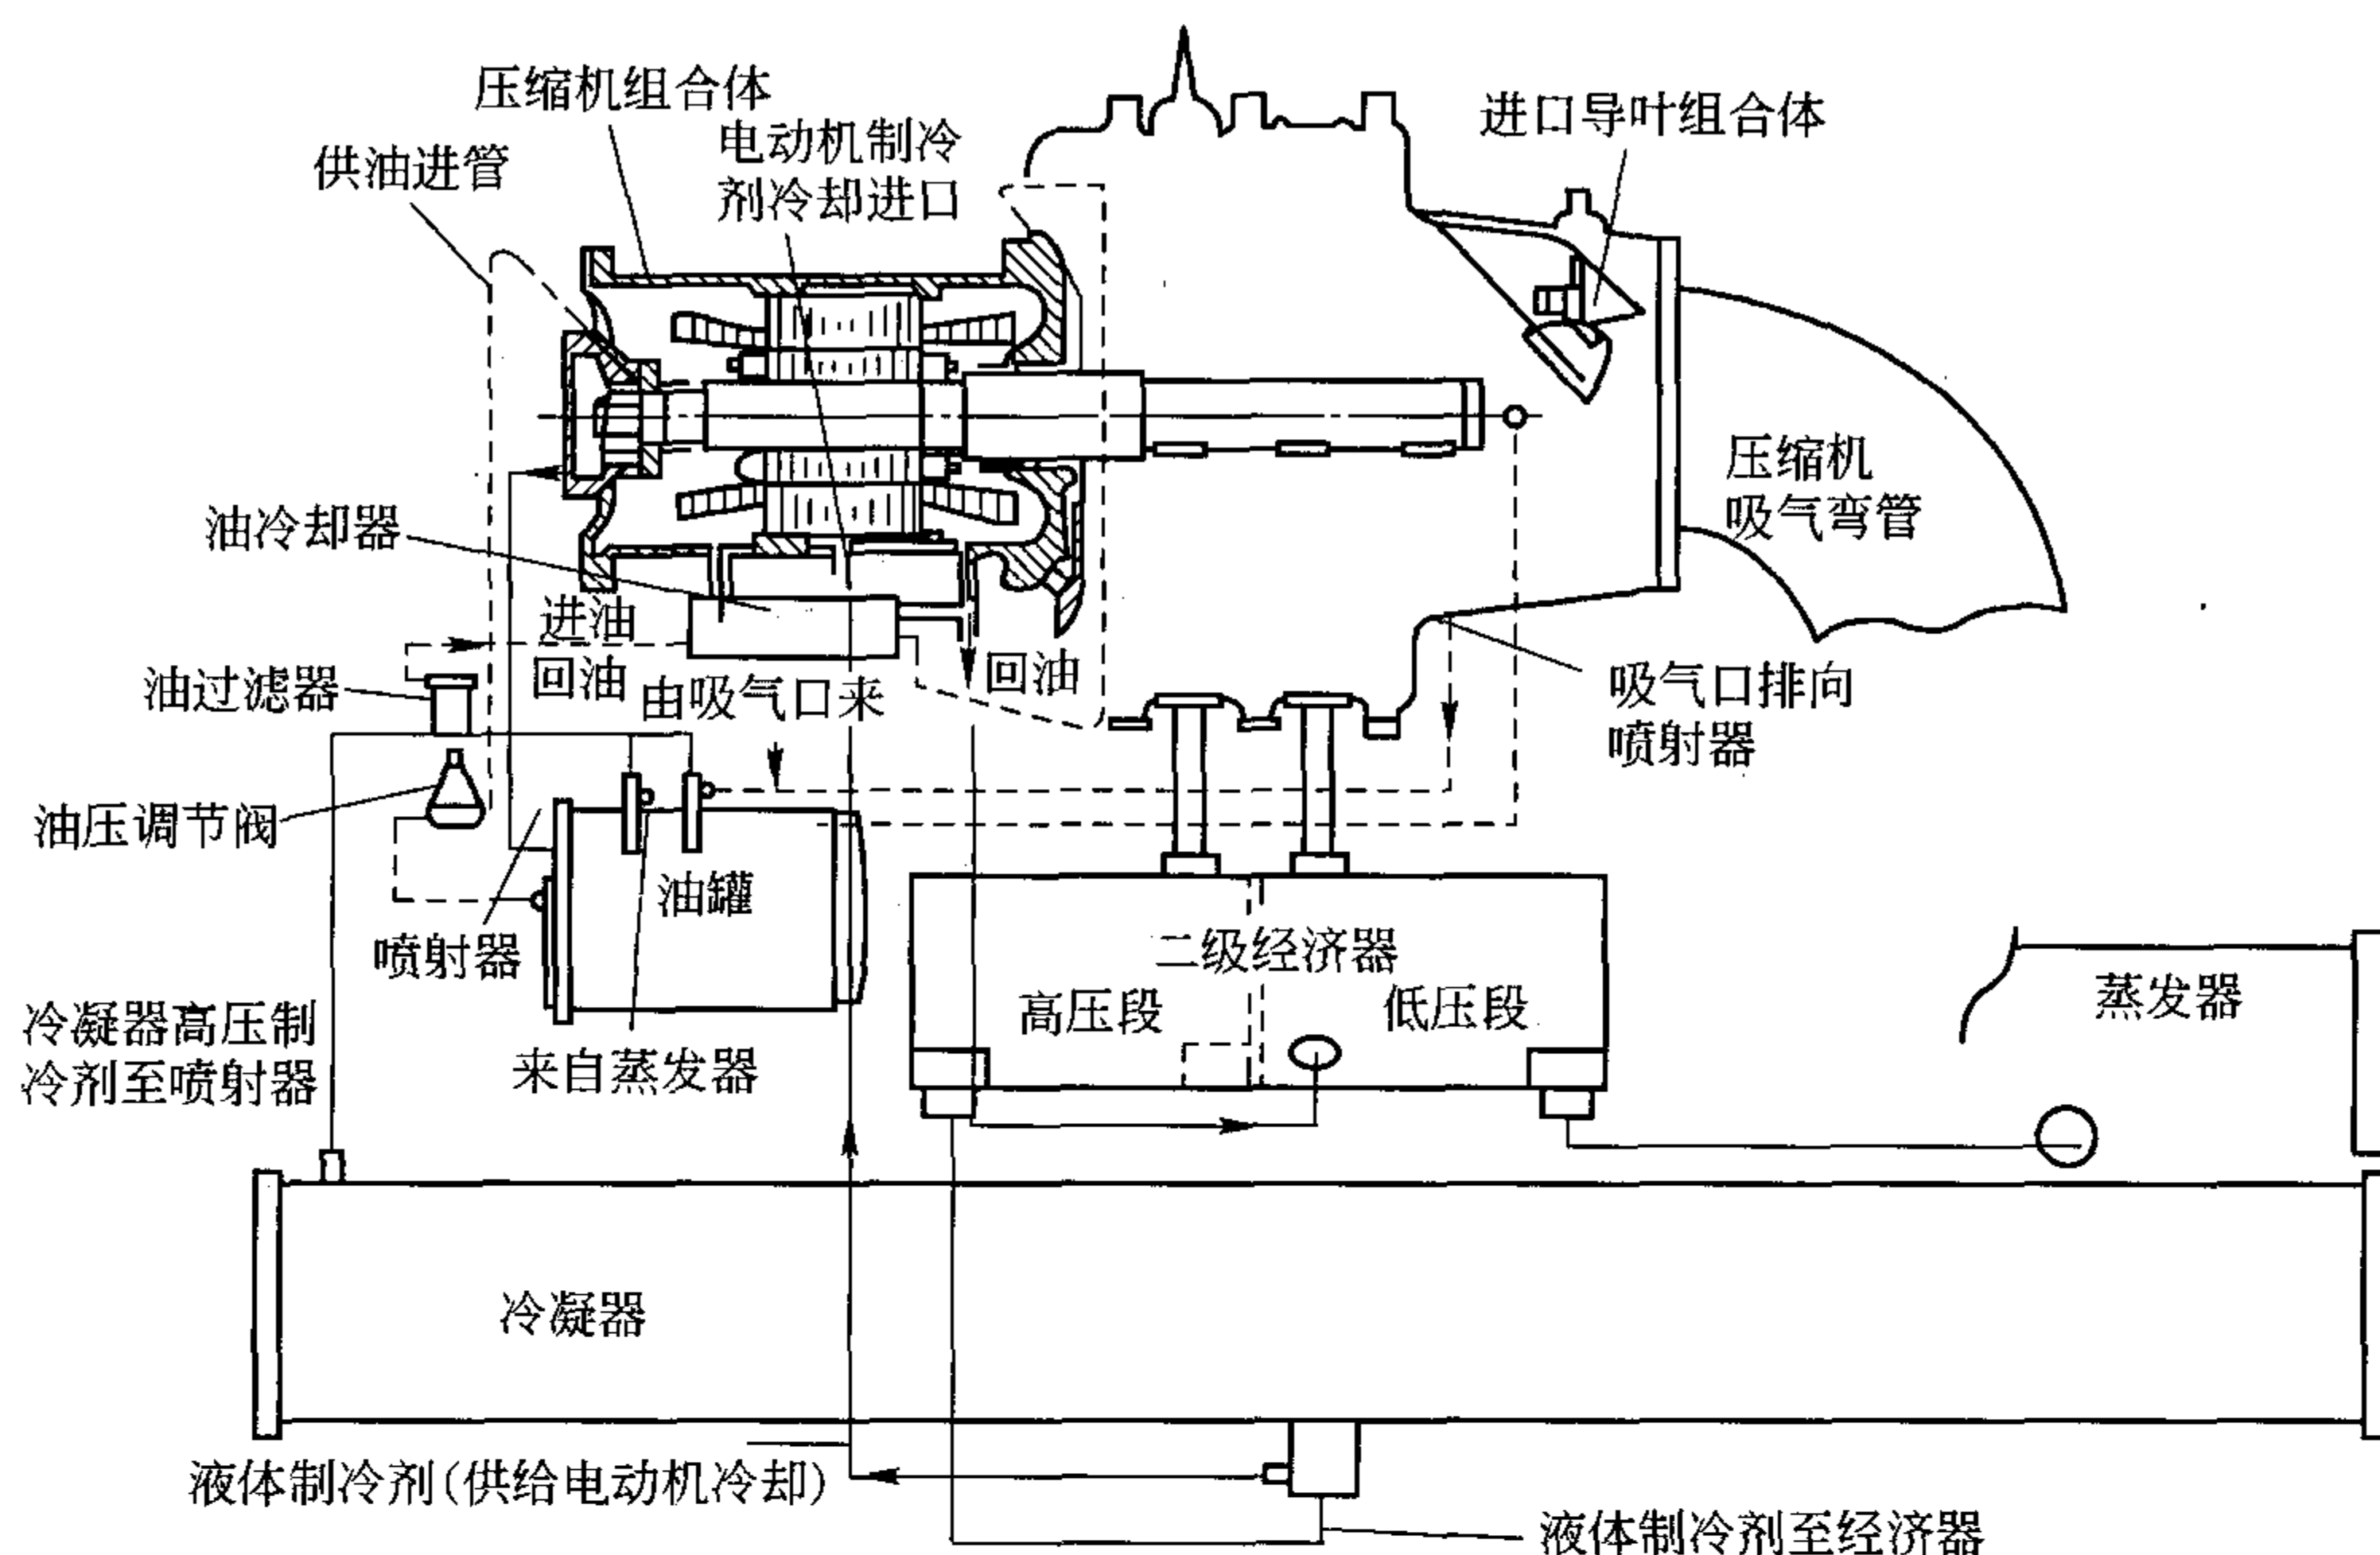 压缩机组合体
电动机制冷
剂冷却进口
供油进管
进口导叶组合体
压缩机
吸气弯管
油冷却器
进油
回油
由吸气口来
回油
油过滤器
吸气口排向
喷射器
油压调节阀
油罐
喷射器
二级经济器
高压段
低压段
蒸发器
冷凝器高压制
冷剂至喷射器
来自蒸发器
冷凝器
液体制冷剂(供给电动机冷却)
液体制冷剂至经济器